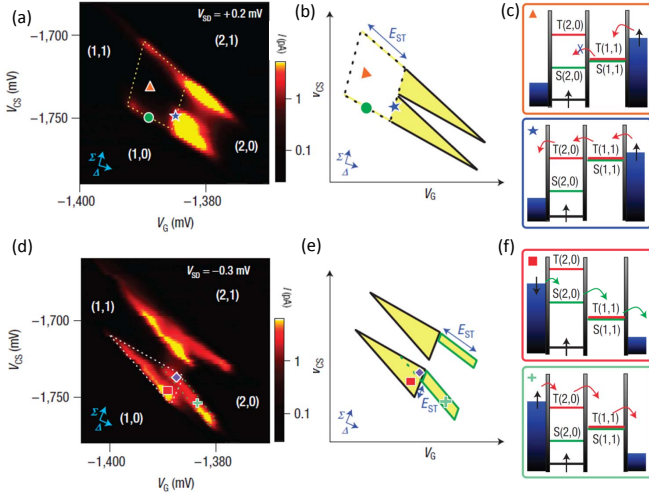 (a)
V_SD = +0.2 mV
(1,1)
(2,1)
(1,0)
(2,0)
Σ
Δ
−1,700
−1,750
V_CS (mV)
−1,400
−1,380
V_G (mV)
I (pA)
1
0.1
(b)
E_ST
V_CS
V_G
Σ
Δ
(c)
T(2,0)
X
T(1,1)
S(2,0)
S(1,1)
T(2,0)
T(1,1)
S(1,1)
S(2,0)
(d)
V_SD = −0.3 mV
(1,1)
(2,1)
(1,0)
(2,0)
Σ
Δ
−1,700
−1,750
V_CS (mV)
−1,400
−1,380
V_G (mV)
I (pA)
1
0.1
(e)
E_ST
E_ST
V_CS
V_G
Σ
Δ
(f)
T(2,0)
S(2,0)
T(1,1)
S(1,1)
T(2,0)
T(1,1)
S(2,0)
S(1,1)